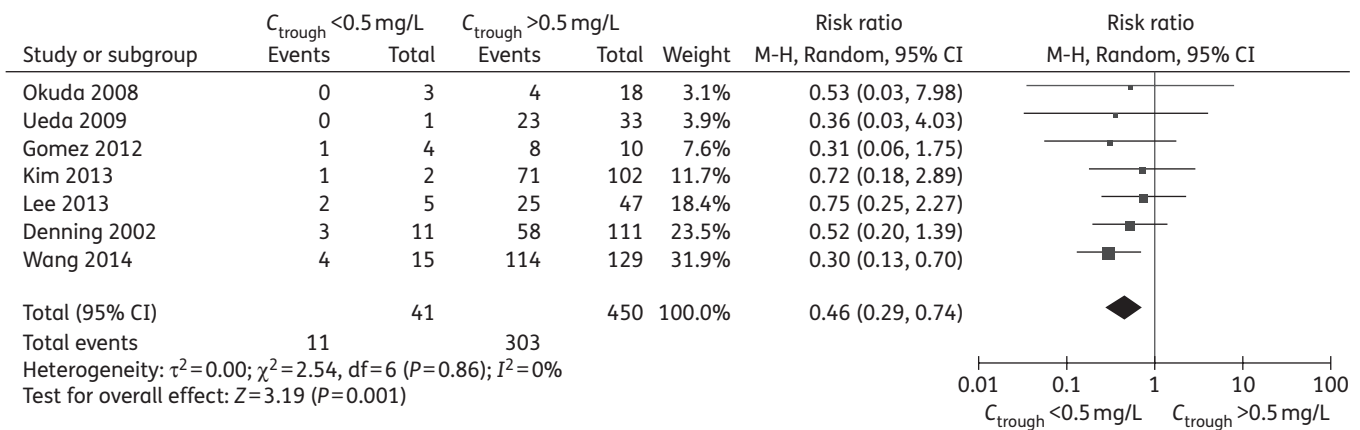 C_trough <0.5 mg/L C_trough >0.5 mg/L Risk ratio Risk ratio
Study or subgroup Events Total Events Total Weight M-H, Random, 95% CI M-H, Random, 95% CI
Okuda 2008 0 3 4 18 3.1% 0.53 (0.03, 7.98)
Ueda 2009 0 1 23 33 3.9% 0.36 (0.03, 4.03)
Gomez 2012 1 4 8 10 7.6% 0.31 (0.06, 1.75)
Kim 2013 1 2 71 102 11.7% 0.72 (0.18, 2.89)
Lee 2013 2 5 25 47 18.4% 0.75 (0.25, 2.27)
Denning 2002 3 11 58 111 23.5% 0.52 (0.20, 1.39)
Wang 2014 4 15 114 129 31.9% 0.30 (0.13, 0.70)
Total (95% CI) 41 450 100.0% 0.46 (0.29, 0.74)
Total events 11 303
Heterogeneity: τ²=0.00; χ²=2.54, df=6 (P=0.86); I²=0%
Test for overall effect: Z=3.19 (P=0.001)
0.01 0.1 1 10 100
C_trough <0.5 mg/L C_trough >0.5 mg/L